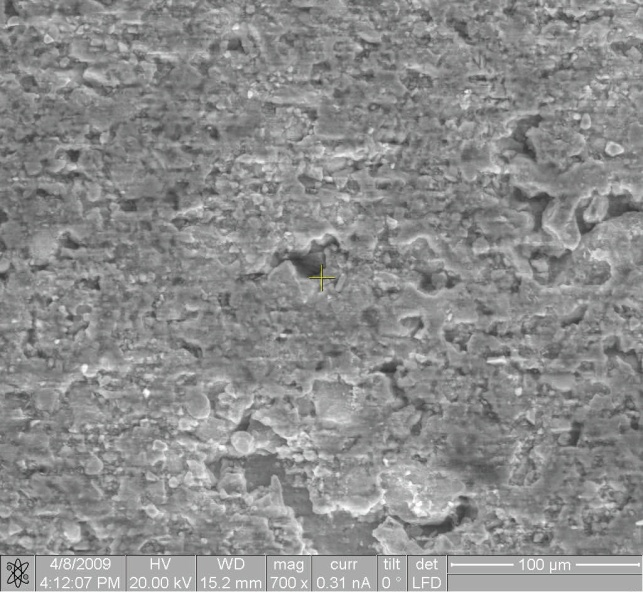 4/8/2009 HV WD mag curr tilt det 100 µm
4:12:07 PM 20.00 kV 15.2 mm 700 x 0.31 nA 0 ° LFD